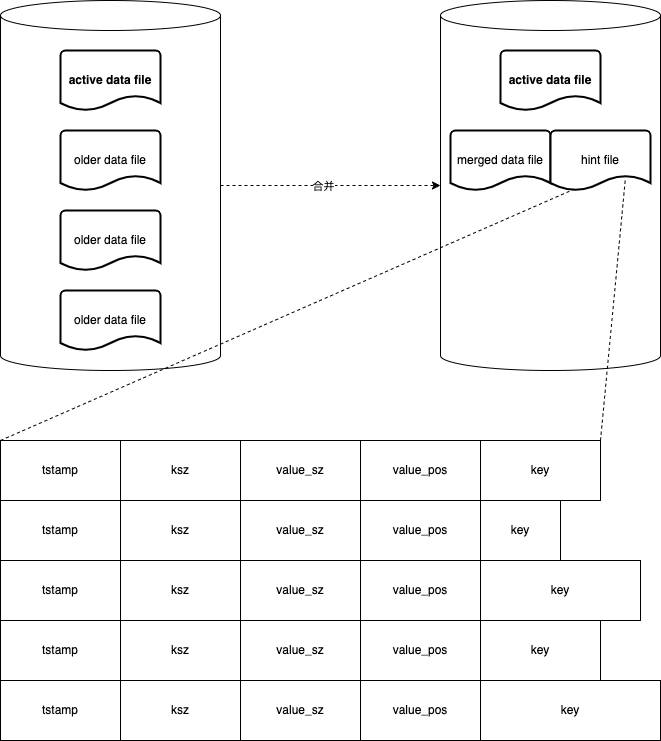 active data file
active data file
older data file
merged data file
hint file
合并
older data file
older data file
tstamp ksz value_sz value_pos key
tstamp ksz value_sz value_pos key
tstamp ksz value_sz value_pos key
tstamp ksz value_sz value_pos key
tstamp ksz value_sz value_pos key